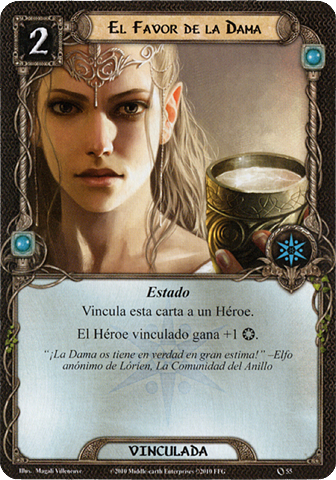 2
El Favor de la Dama
Estado
Vincula esta carta a un Héroe.
El Héroe vinculado gana +1
“¡La Dama os tiene en verdad en gran estima!” –Elfo
anónimo de Lórien, La Comunidad del Anillo
VINCULADA
Illus. Magali Villeneuve
©2010 Middle-earth Enterprises ©2010 FFG
55